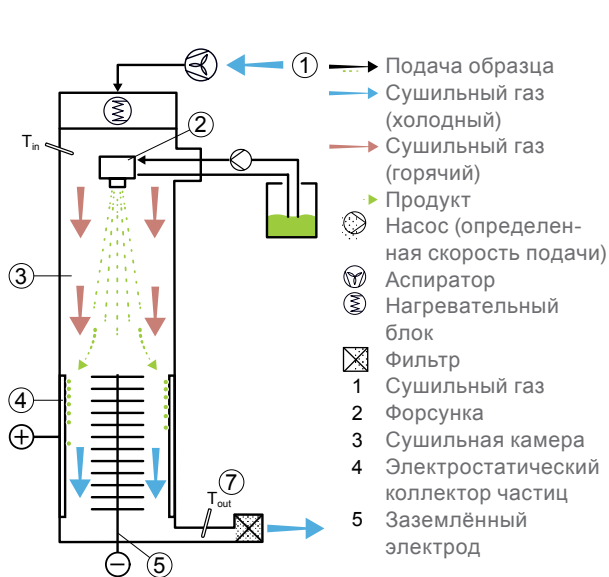 1
T in
2
3
4
+
7
T out
5
−
Подача образца
Сушильный газ
(холодный)
Сушильный газ
(горячий)
Продукт
Насос (определен-
ная скорость подачи)
Аспиратор
Нагревательный
блок
Фильтр
1 Сушильный газ
2 Форсунка
3 Сушильная камера
4 Электростатический
коллектор частиц
5 Заземлённый
электрод